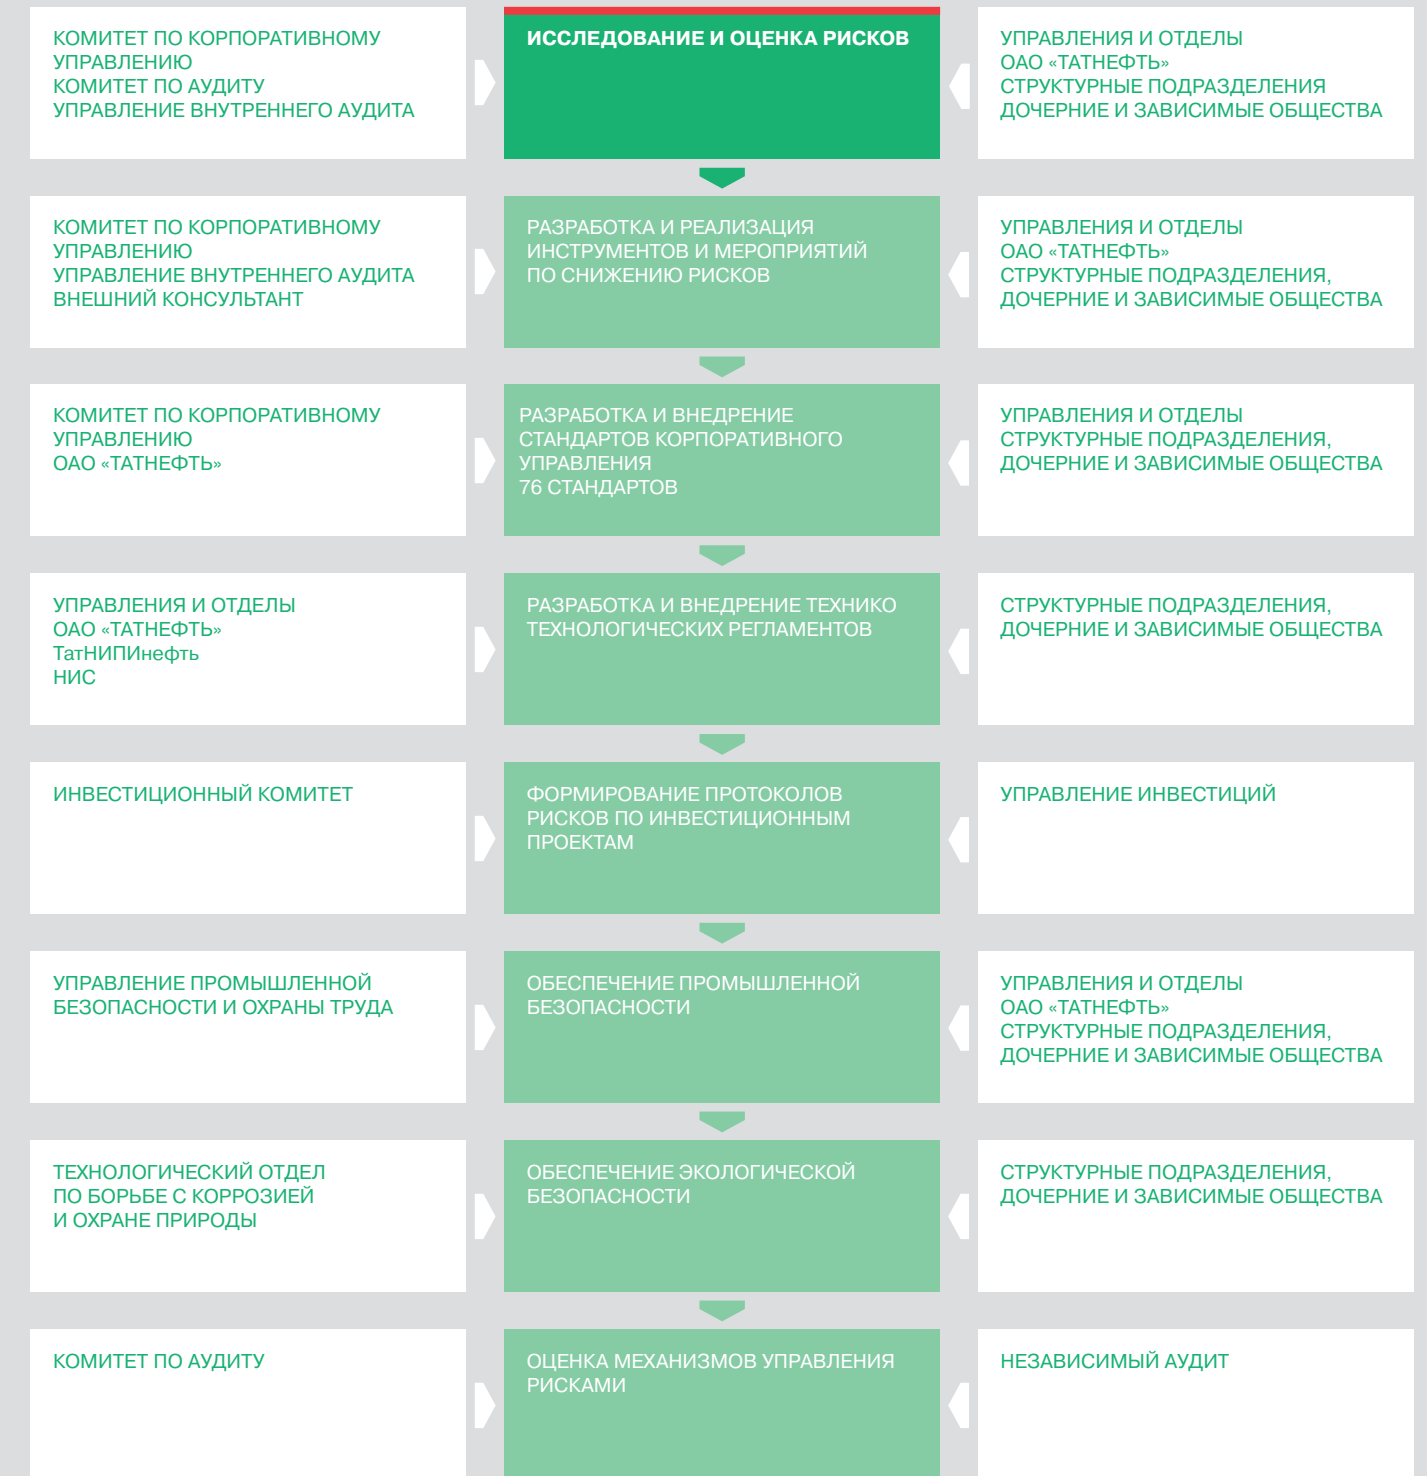 КОМИТЕТ ПО КОРПОРАТИВНОМУ
УПРАВЛЕНИЮ
КОМИТЕТ ПО АУДИТУ
УПРАВЛЕНИЕ ВНУТРЕННЕГО АУДИТА
ИССЛЕДОВАНИЕ И ОЦЕНКА РИСКОВ
УПРАВЛЕНИЯ И ОТДЕЛЫ
ОАО «ТАТНЕФТЬ»
СТРУКТУРНЫЕ ПОДРАЗДЕЛЕНИЯ
ДОЧЕРНИЕ И ЗАВИСИМЫЕ ОБЩЕСТВА
КОМИТЕТ ПО КОРПОРАТИВНОМУ
УПРАВЛЕНИЮ
УПРАВЛЕНИЕ ВНУТРЕННЕГО АУДИТА
ВНЕШНИЙ КОНСУЛЬТАНТ
РАЗРАБОТКА И РЕАЛИЗАЦИЯ
ИНСТРУМЕНТОВ И МЕРОПРИЯТИЙ
ПО СНИЖЕНИЮ РИСКОВ
УПРАВЛЕНИЯ И ОТДЕЛЫ
ОАО «ТАТНЕФТЬ»
СТРУКТУРНЫЕ ПОДРАЗДЕЛЕНИЯ,
ДОЧЕРНИЕ И ЗАВИСИМЫЕ ОБЩЕСТВА
КОМИТЕТ ПО КОРПОРАТИВНОМУ
УПРАВЛЕНИЮ
ОАО «ТАТНЕФТЬ»
РАЗРАБОТКА И ВНЕДРЕНИЕ
СТАНДАРТОВ КОРПОРАТИВНОГО
УПРАВЛЕНИЯ
76 СТАНДАРТОВ
УПРАВЛЕНИЯ И ОТДЕЛЫ
СТРУКТУРНЫЕ ПОДРАЗДЕЛЕНИЯ,
ДОЧЕРНИЕ И ЗАВИСИМЫЕ ОБЩЕСТВА
УПРАВЛЕНИЯ И ОТДЕЛЫ
ОАО «ТАТНЕФТЬ»
ТатНИПИнефть
НИС
РАЗРАБОТКА И ВНЕДРЕНИЕ ТЕХНИКО
ТЕХНОЛОГИЧЕСКИХ РЕГЛАМЕНТОВ
СТРУКТУРНЫЕ ПОДРАЗДЕЛЕНИЯ,
ДОЧЕРНИЕ И ЗАВИСИМЫЕ ОБЩЕСТВА
ИНВЕСТИЦИОННЫЙ КОМИТЕТ
ФОРМИРОВАНИЕ ПРОТОКОЛОВ
РИСКОВ ПО ИНВЕСТИЦИОННЫМ
ПРОЕКТАМ
УПРАВЛЕНИЕ ИНВЕСТИЦИЙ
УПРАВЛЕНИЕ ПРОМЫШЛЕННОЙ
БЕЗОПАСНОСТИ И ОХРАНЫ ТРУДА
ОБЕСПЕЧЕНИЕ ПРОМЫШЛЕННОЙ
БЕЗОПАСНОСТИ
УПРАВЛЕНИЯ И ОТДЕЛЫ
ОАО «ТАТНЕФТЬ»
СТРУКТУРНЫЕ ПОДРАЗДЕЛЕНИЯ,
ДОЧЕРНИЕ И ЗАВИСИМЫЕ ОБЩЕСТВА
ТЕХНОЛОГИЧЕСКИЙ ОТДЕЛ
ПО БОРЬБЕ С КОРРОЗИЕЙ
И ОХРАНЕ ПРИРОДЫ
ОБЕСПЕЧЕНИЕ ЭКОЛОГИЧЕСКОЙ
БЕЗОПАСНОСТИ
СТРУКТУРНЫЕ ПОДРАЗДЕЛЕНИЯ,
ДОЧЕРНИЕ И ЗАВИСИМЫЕ ОБЩЕСТВА
КОМИТЕТ ПО АУДИТУ
ОЦЕНКА МЕХАНИЗМОВ УПРАВЛЕНИЯ
РИСКАМИ
НЕЗАВИСИМЫЙ АУДИТ